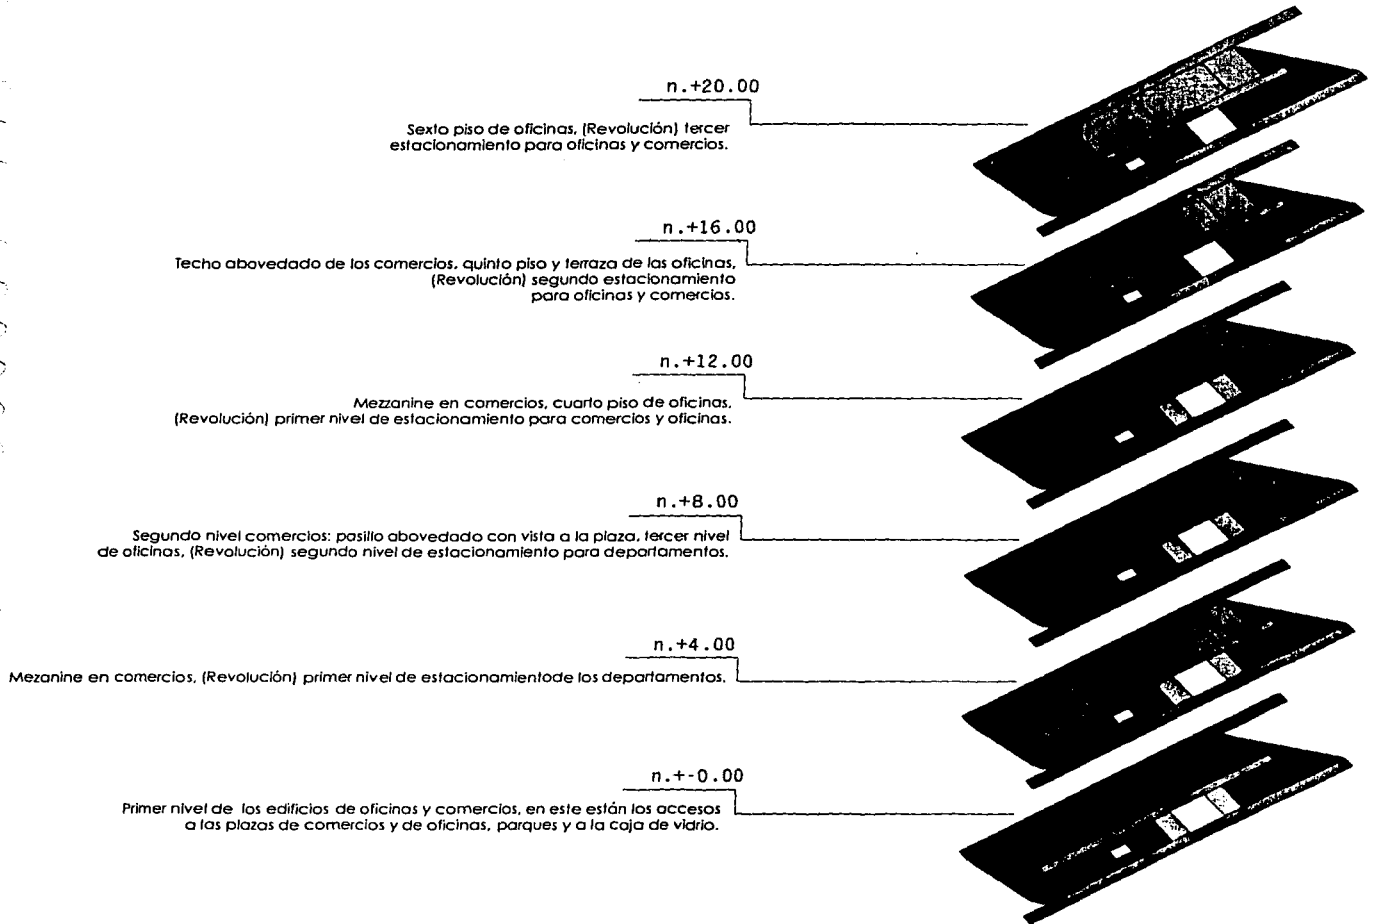 n.+20.00
Sexto piso de oficinas, (Revolución) tercer
estacionamiento para oficinas y comercios.
n.+16.00
Techo abovedado de los comercios, quinto piso y terraza de las oficinas,
(Revolución) segundo estacionamiento
para oficinas y comercios.
n.+12.00
Mezzanine en comercios, cuarto piso de oficinas,
(Revolución) primer nivel de estacionamiento para comercios y oficinas.
n.+8.00
Segundo nivel comercios: pasillo abovedado con vista a la plaza, tercer nivel
de oficinas, (Revolución) segundo nivel de estacionamiento para departamentos.
n.+4.00
Mezanine en comercios, (Revolución) primer nivel de estacionamientode los departamentos.
n.+-0.00
Primer nivel de los edificios de oficinas y comercios, en este están los accesos
a las plazas de comercios y de oficinas, parques y a la caja de vidrio.